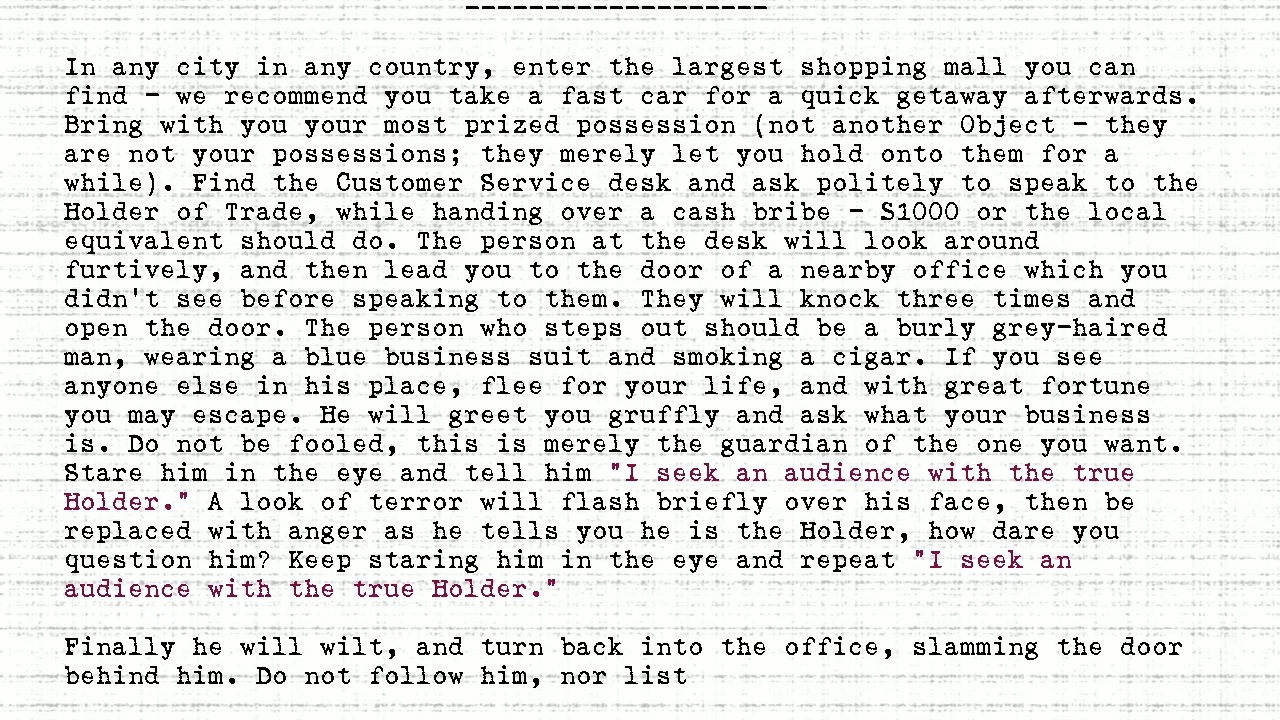 -------------------
In any city in any country, enter the largest shopping mall you can
find - we recommend you take a fast car for a quick getaway afterwards.
Bring with you your most prized possession (not another Object - they
are not your possessions; they merely let you hold onto them for a
while). Find the Customer Service desk and ask politely to speak to the
Holder of Trade, while handing over a cash bribe - $1000 or the local
equivalent should do. The person at the desk will look around
furtively, and then lead you to the door of a nearby office which you
didn't see before speaking to them. They will knock three times and
open the door. The person who steps out should be a burly grey-haired
man, wearing a blue business suit and smoking a cigar. If you see
anyone else in his place, flee for your life, and with great fortune
you may escape. He will greet you gruffly and ask what your business
is. Do not be fooled, this is merely the guardian of the one you want.
Stare him in the eye and tell him "I seek an audience with the true
Holder." A look of terror will flash briefly over his face, then be
replaced with anger as he tells you he is the Holder, how dare you
question him? Keep staring him in the eye and repeat "I seek an
audience with the true Holder."
Finally he will wilt, and turn back into the office, slamming the door
behind him. Do not follow him, nor list